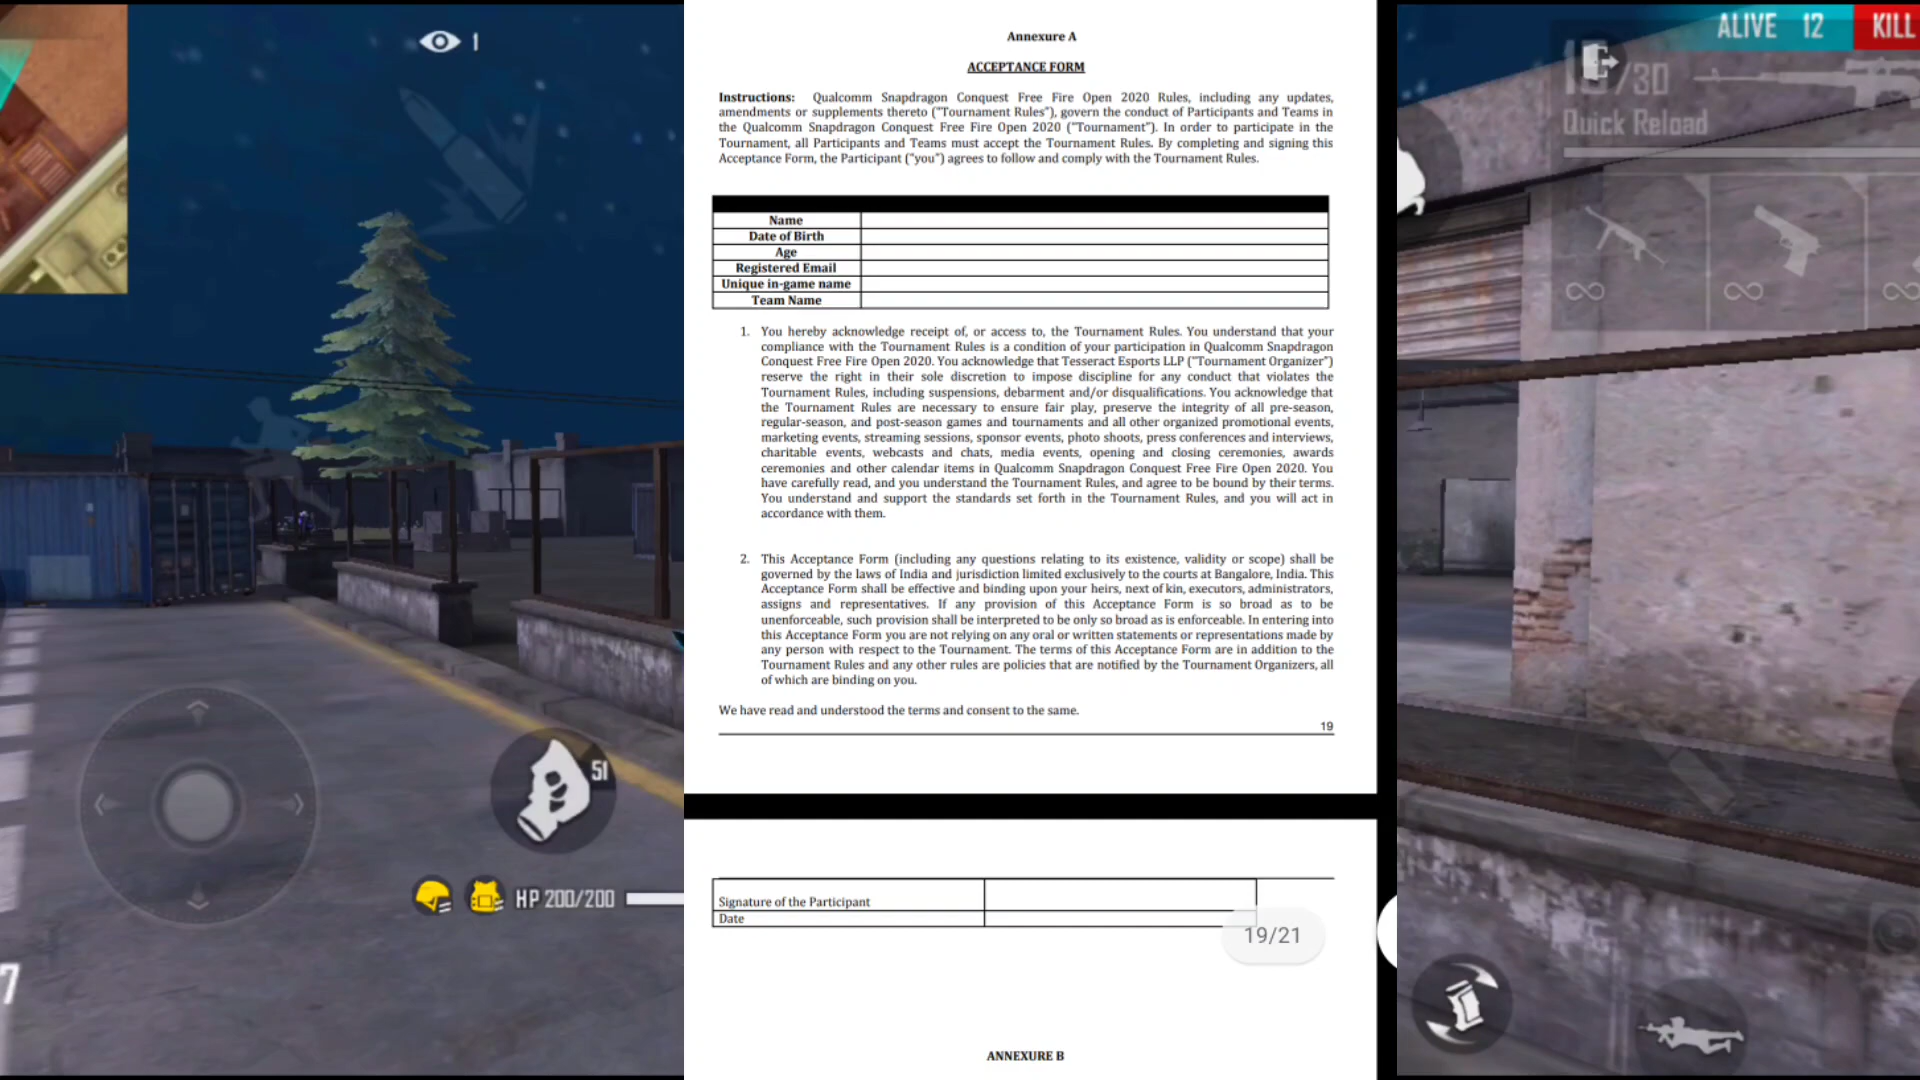 1
Annexure A
ACCEPTANCE FORM
Instructions: Qualcomm Snapdragon Conquest Free Fire Open 2020 Rules, including any updates,
amendments or supplements thereto ("Tournament Rules"), govern the conduct of Participants and Teams in
the Qualcomm Snapdragon Conquest Free Fire Open 2020 ("Tournament"). In order to participate in the
Tournament, all Participants and Teams must accept the Tournament Rules. By completing and signing this
Acceptance Form, the Participant ("you") agrees to follow and comply with the Tournament Rules.
Name
Date of Birth
Age
Registered Email
Unique in-game name
Team Name
1. You hereby acknowledge receipt of, or access to, the Tournament Rules. You understand that your
compliance with the Tournament Rules is a condition of your participation in Qualcomm Snapdragon
Conquest Free Fire Open 2020. You acknowledge that Tesseract Esports LLP ("Tournament Organizer")
reserve the right in their sole discretion to impose discipline for any conduct that violates the
Tournament Rules, including suspensions, debarment and/or disqualifications. You acknowledge that
the Tournament Rules are necessary to ensure fair play, preserve the integrity of all pre-season,
regular-season, and post-season games and tournaments and all other organized promotional events,
marketing events, streaming sessions, sponsor events, photo shoots, press conferences and interviews,
charitable events, webcasts and chats, media events, opening and closing ceremonies, awards
ceremonies and other calendar items in Qualcomm Snapdragon Conquest Free Fire Open 2020. You
have carefully read, and you understand the Tournament Rules, and agree to be bound by their terms.
You understand and support the standards set forth in the Tournament Rules, and you will act in
accordance with them.
2. This Acceptance Form (including any questions relating to its existence, validity or scope) shall be
governed by the laws of India and jurisdiction limited exclusively to the courts at Bangalore, India. This
Acceptance Form shall be effective and binding upon your heirs, next of kin, executors, administrators,
assigns and representatives. If any provision of this Acceptance Form is so broad as to be
unenforceable, such provision shall be interpreted to be only so broad as is enforceable. In entering into
this Acceptance Form you are not relying on any oral or written statements or representations made by
any person with respect to the Tournament. The terms of this Acceptance Form are in addition to the
Tournament Rules and any other rules are policies that are notified by the Tournament Organizers, all
of which are binding on you.
We have read and understood the terms and consent to the same.
19
Signature of the Participant
Date
19/21
ANNEXURE B
51
HP 200/200
7
ALIVE 12
KILL
/30
Quick Reload